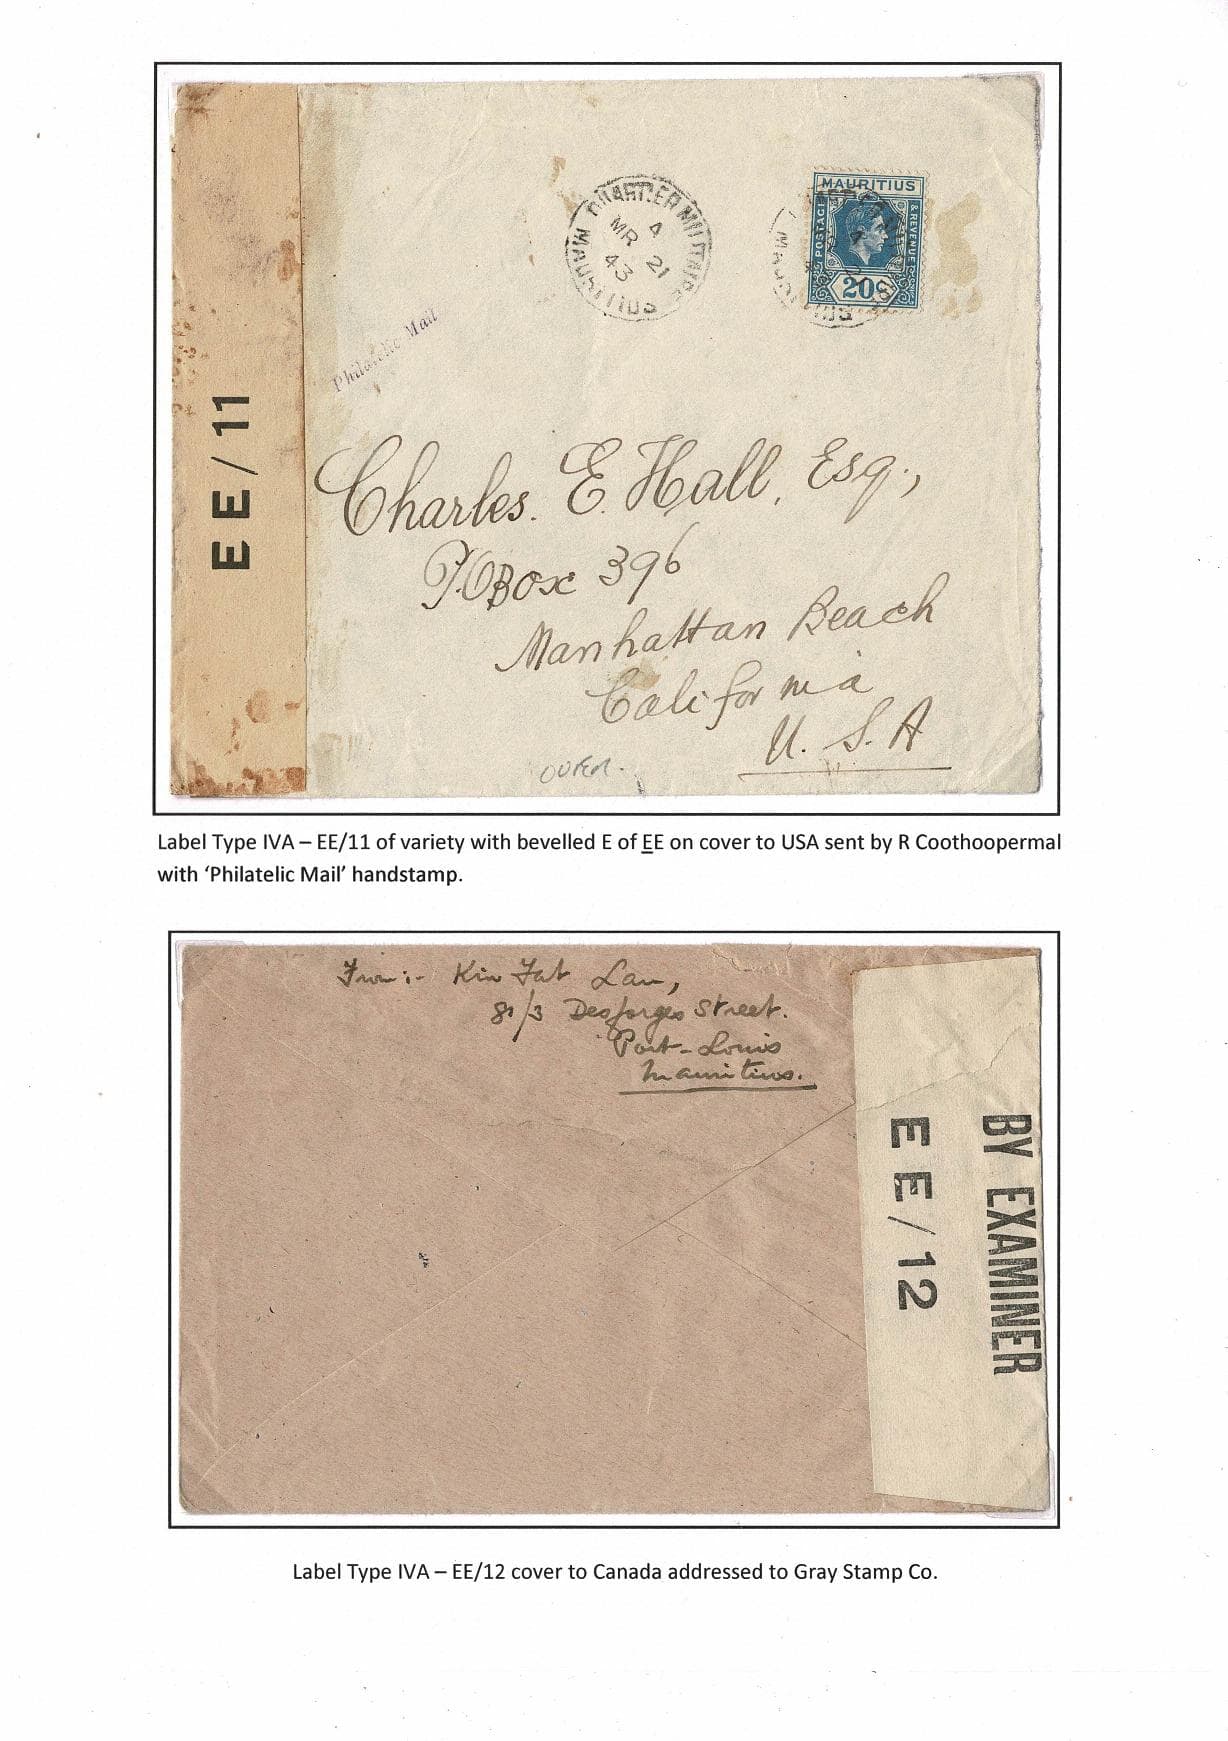 EE/11
Philatelic Mail
QUARTIER MILITAIRE
A
MR 21
43
MAURITIUS
MAURITIUS
POSTAGE
& REVENUE
20c
MAURITIUS
Charles. E. Hall, Esq.,
P.O Box 396
Manhattan Beach
California
U. S. A
Label Type IVA – EE/11 of variety with bevelled E of EE on cover to USA sent by R Coothoopermal
with ‘Philatelic Mail’ handstamp.
From:- Kin Fat Lau,
81/3 Desforges Street.
Port-Louis
Mauritius.
BY EXAMINER
EE/12
Label Type IVA – EE/12 cover to Canada addressed to Gray Stamp Co.